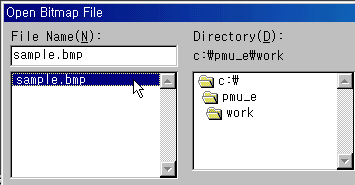 Open Bitmap File
File Name(N):
sample.bmp
sample.bmp
Directory(D):
c:₩pmu_e₩work
c:₩
pmu_e
work